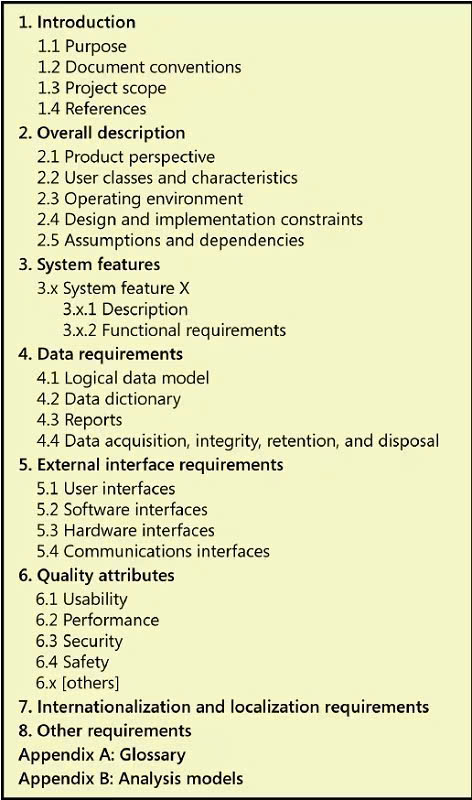 1. Introduction
1.1 Purpose
1.2 Document conventions
1.3 Project scope
1.4 References
2. Overall description
2.1 Product perspective
2.2 User classes and characteristics
2.3 Operating environment
2.4 Design and implementation constraints
2.5 Assumptions and dependencies
3. System features
3.x System feature X
3.x.1 Description
3.x.2 Functional requirements
4. Data requirements
4.1 Logical data model
4.2 Data dictionary
4.3 Reports
4.4 Data acquisition, integrity, retention, and disposal
5. External interface requirements
5.1 User interfaces
5.2 Software interfaces
5.3 Hardware interfaces
5.4 Communications interfaces
6. Quality attributes
6.1 Usability
6.2 Performance
6.3 Security
6.4 Safety
6.x [others]
7. Internationalization and localization requirements
8. Other requirements
Appendix A: Glossary
Appendix B: Analysis models